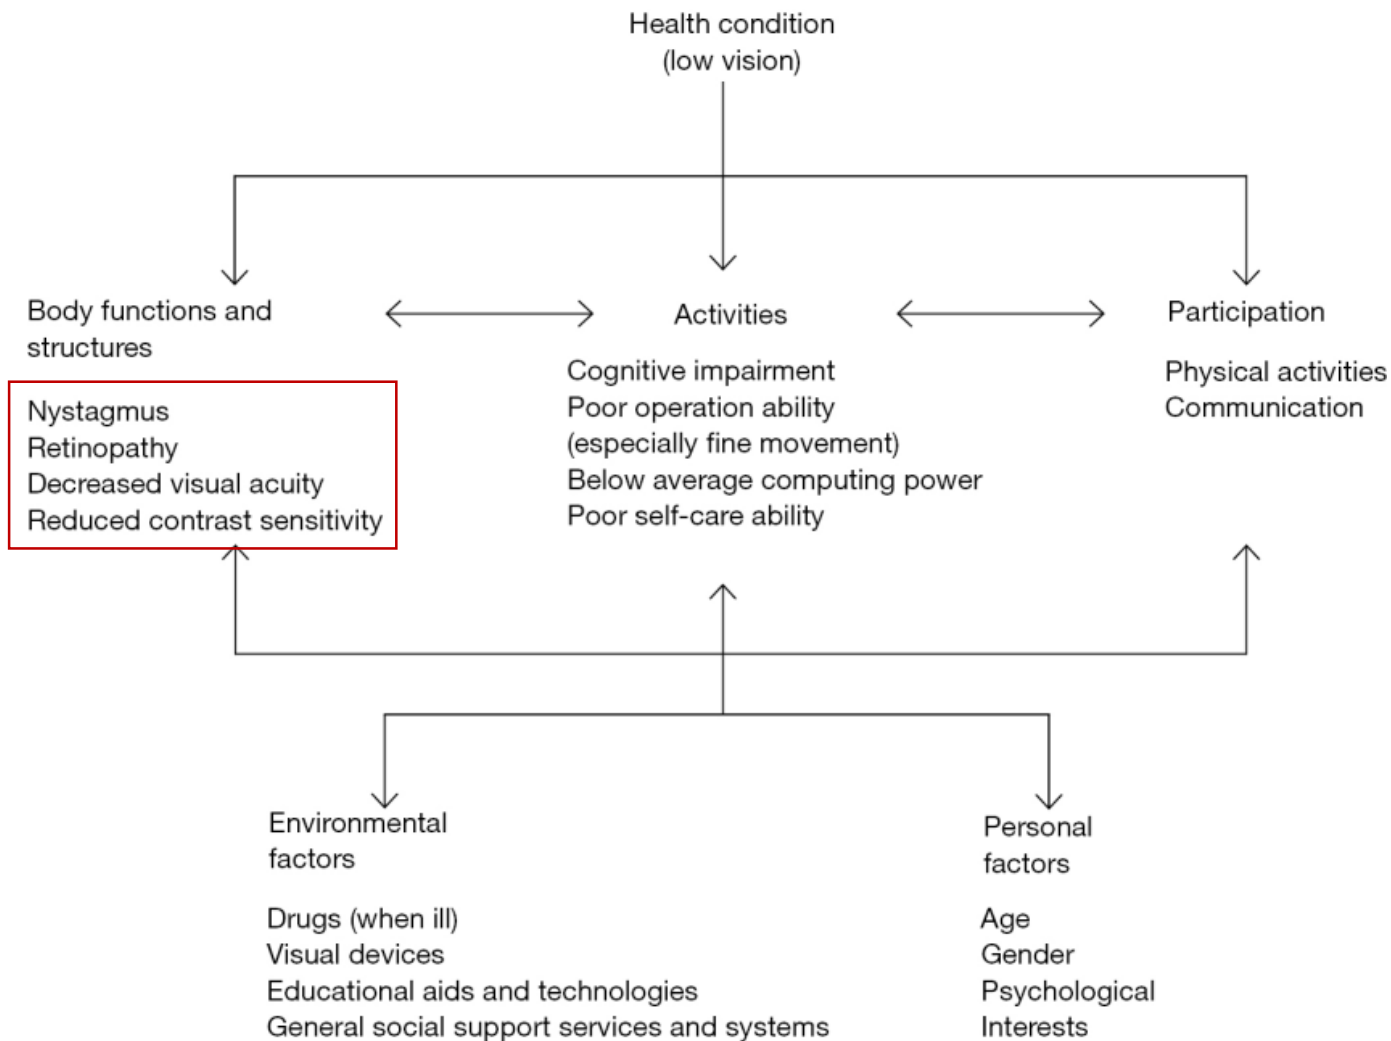 Health condition
(low vision)
Body functions and
structures
Nystagmus
Retinopathy
Decreased visual acuity
Reduced contrast sensitivity
Activities
Cognitive impairment
Poor operation ability
(especially fine movement)
Below average computing power
Poor self-care ability
Participation
Physical activities
Communication
Environmental
factors
Drugs (when ill)
Visual devices
Educational aids and technologies
General social support services and systems
Personal
factors
Age
Gender
Psychological
Interests